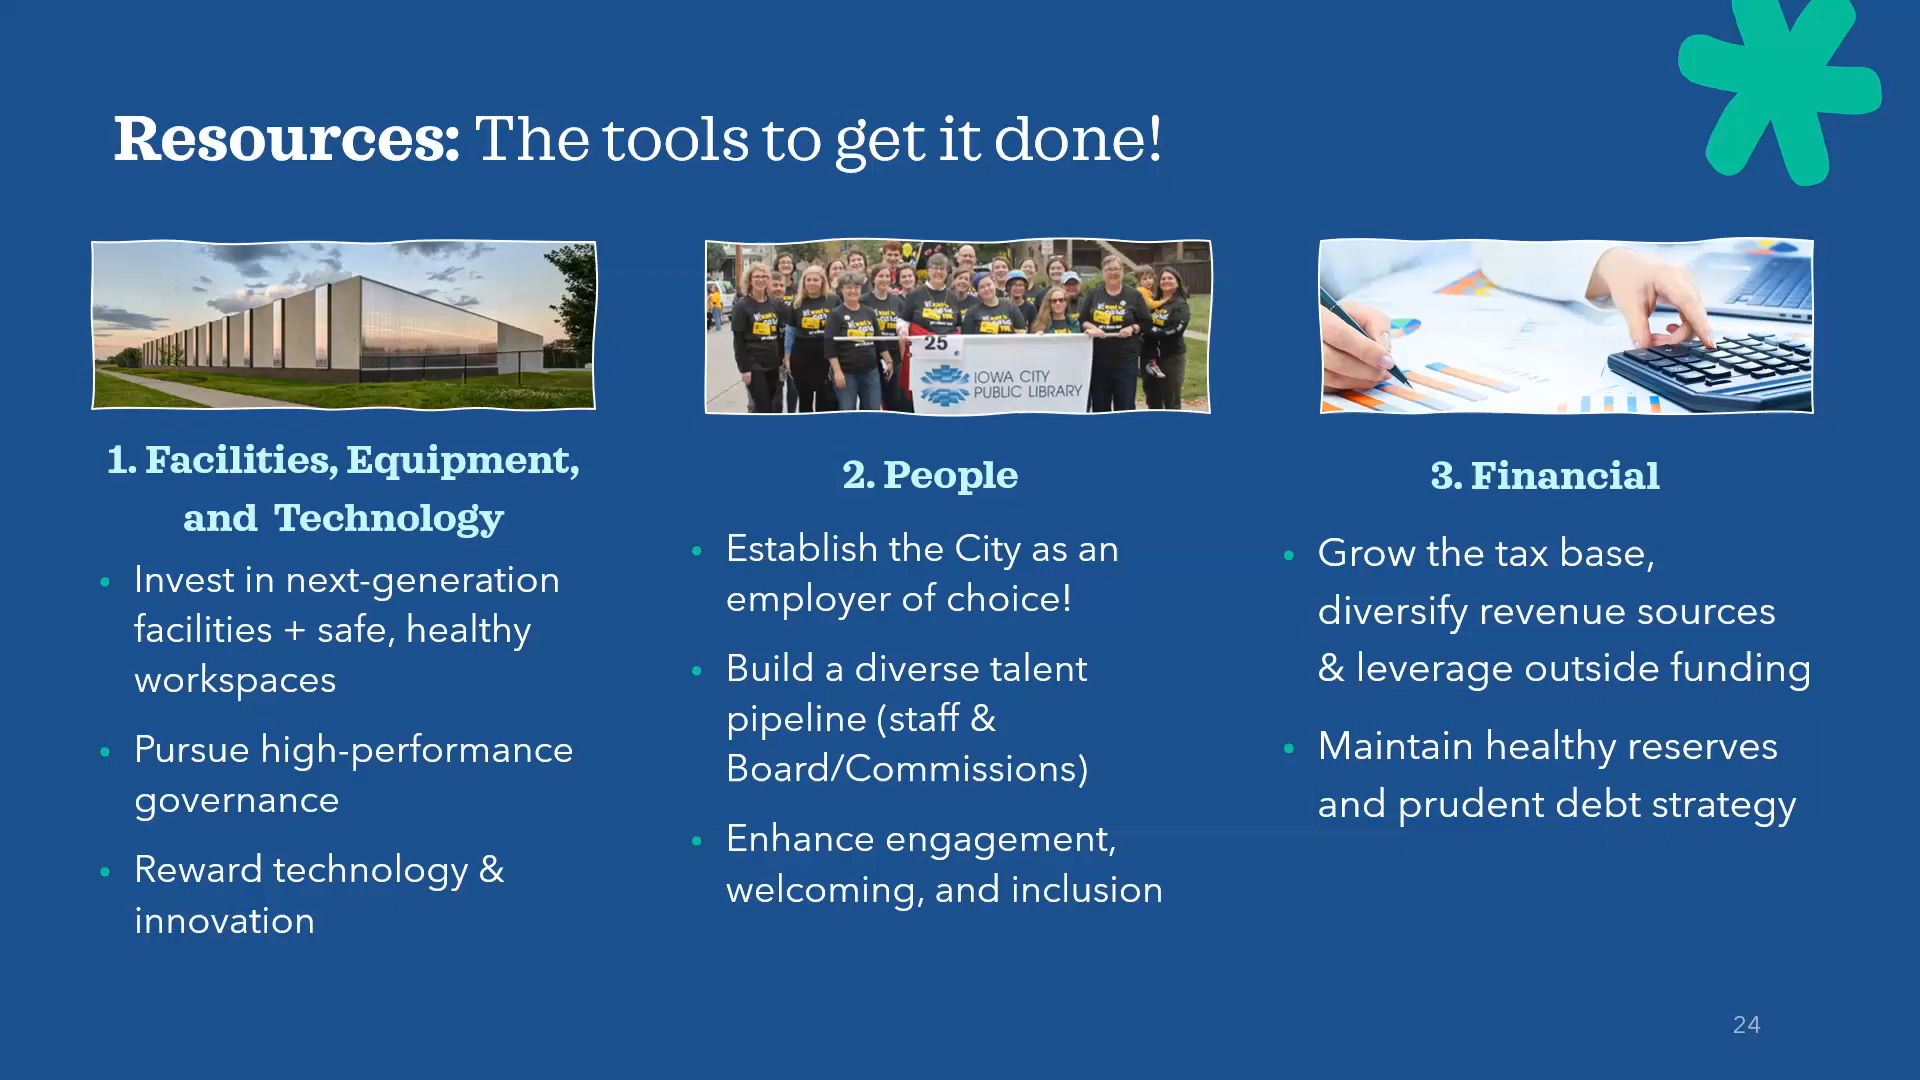 Resources: The tools to get it done!
25
IOWA CITY
PUBLIC LIBRARY
1. Facilities, Equipment,
and Technology
• Invest in next-generation
facilities + safe, healthy
workspaces
• Pursue high-performance
governance
• Reward technology &
innovation
2. People
• Establish the City as an
employer of choice!
• Build a diverse talent
pipeline (staff &
Board/Commissions)
• Enhance engagement,
welcoming, and inclusion
3. Financial
• Grow the tax base,
diversify revenue sources
& leverage outside funding
• Maintain healthy reserves
and prudent debt strategy
24